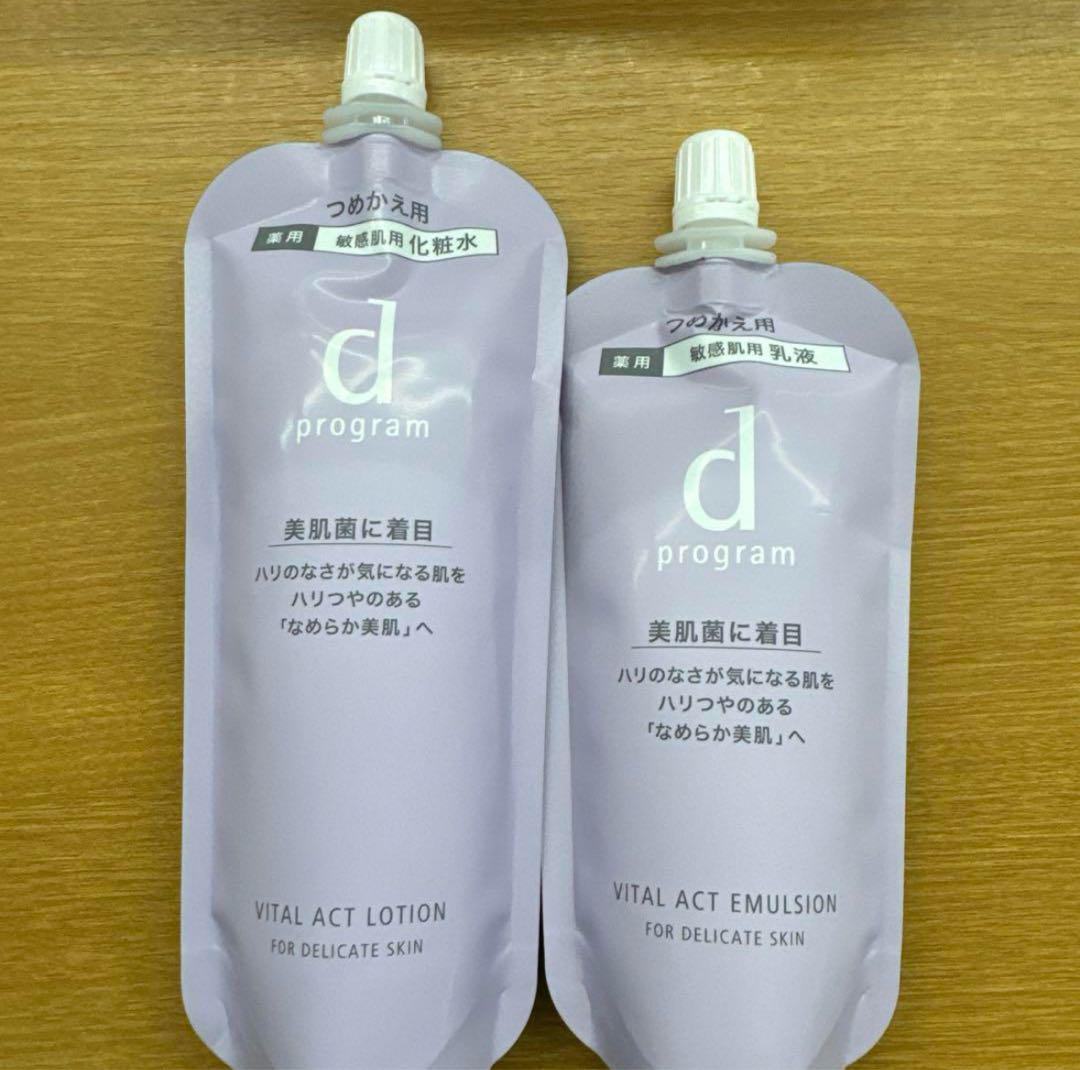 つめかえ用
薬用 敏感肌用 化粧水
d
program
美肌菌に着目
ハリのなさが気になる肌を
ハリつやのある
「なめらか美肌」へ
VITAL ACT LOTION
FOR DELICATE SKIN
つめかえ用
薬用 敏感肌用 乳液
d
program
美肌菌に着目
ハリのなさが気になる肌を
ハリつやのある
「なめらか美肌」へ
VITAL ACT EMULSION
FOR DELICATE SKIN